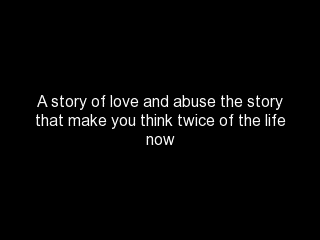 A story of love and abuse the story
that make you think twice of the life
now